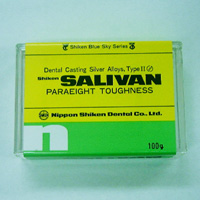 Shiken Blue Sky Series
Dental Casting Silver Alloys, Type II
Shiken SALIVAN
PARAEIGHT TOUGHNESS
Nippon Shiken Dental Co., Ltd.
n
100g